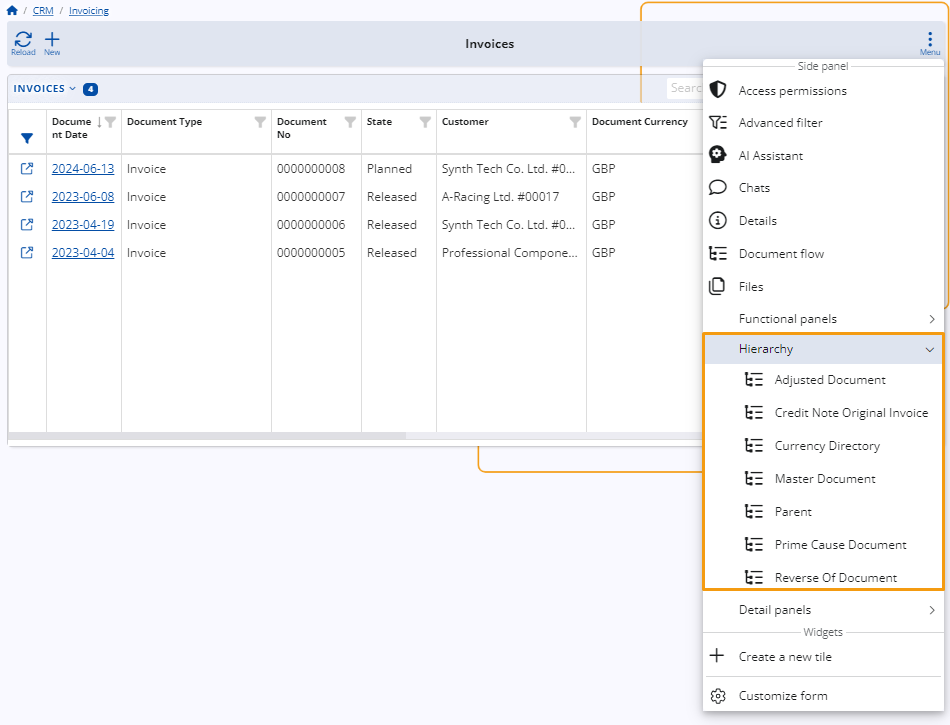 / CRM / Invoicing
Reload New Invoices Menu
INVOICES 4 Searc
Docume
nt Date Document Type Document
No State Customer Document Currency
2024-06-13 Invoice 0000000008 Planned Synth Tech Co. Ltd. #0... GBP
2023-06-08 Invoice 0000000007 Released A-Racing Ltd. #00017 GBP
2023-04-19 Invoice 0000000006 Released Synth Tech Co. Ltd. #0... GBP
2023-04-04 Invoice 0000000005 Released Professional Compone... GBP
Side panel
Access permissions
Advanced filter
AI Assistant
Chats
Details
Document flow
Files
Functional panels
Hierarchy
Adjusted Document
Credit Note Original Invoice
Currency Directory
Master Document
Parent
Prime Cause Document
Reverse Of Document
Detail panels
Widgets
Create a new tile
Customize form